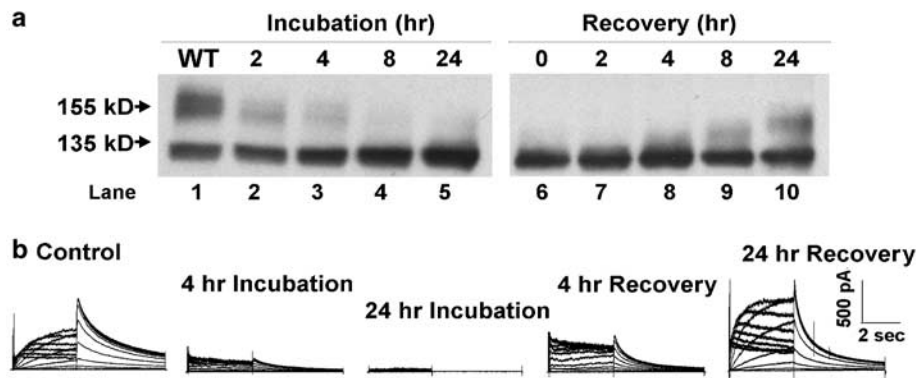 a
Incubation (hr)
Recovery (hr)
WT 2 4 8 24
0 2 4 8 24
155 kD
135 kD
Lane 1 2 3 4 5
6 7 8 9 10
b Control
4 hr Incubation
24 hr Incubation
4 hr Recovery
24 hr Recovery
500 pA
2 sec